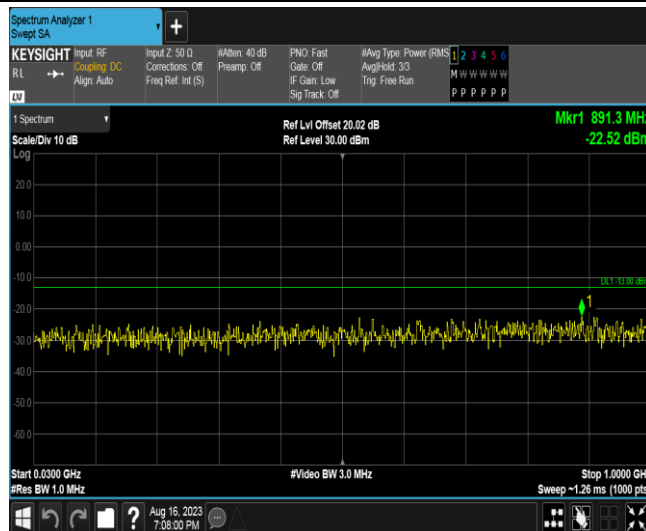 Spectrum Analyzer 1
Swept SA
+
KEYSIGHT Input: RF Input Z: 50 Ω #Atten: 40 dB PNO: Fast #Avg Type: Power (RMS 1 2 3 4 5 6
RL Coupling: DC Corrections: Off Preamp: Off Gate: Off Avg|Hold: 3/3 M W W W W W
Align: Auto Freq Ref: Int (S) IF Gain: Low Trig: Free Run
Sig Track: Off P P P P P P
LXI
1 Spectrum
Ref Lvl Offset 20.02 dB Mkr1 891.3 MHz
Scale/Div 10 dB Ref Level 30.00 dBm -22.52 dBm
Log
20.0
10.0
0.00
-10.0
DL1 -13.00 dBm
1
-20.0
-30.0
-40.0
-50.0
-60.0
Start 0.0300 GHz #Video BW 3.0 MHz Stop 1.0000 GHz
#Res BW 1.0 MHz Sweep ~1.26 ms (1000 pts
? Aug 16, 2023
7:08:00 PM